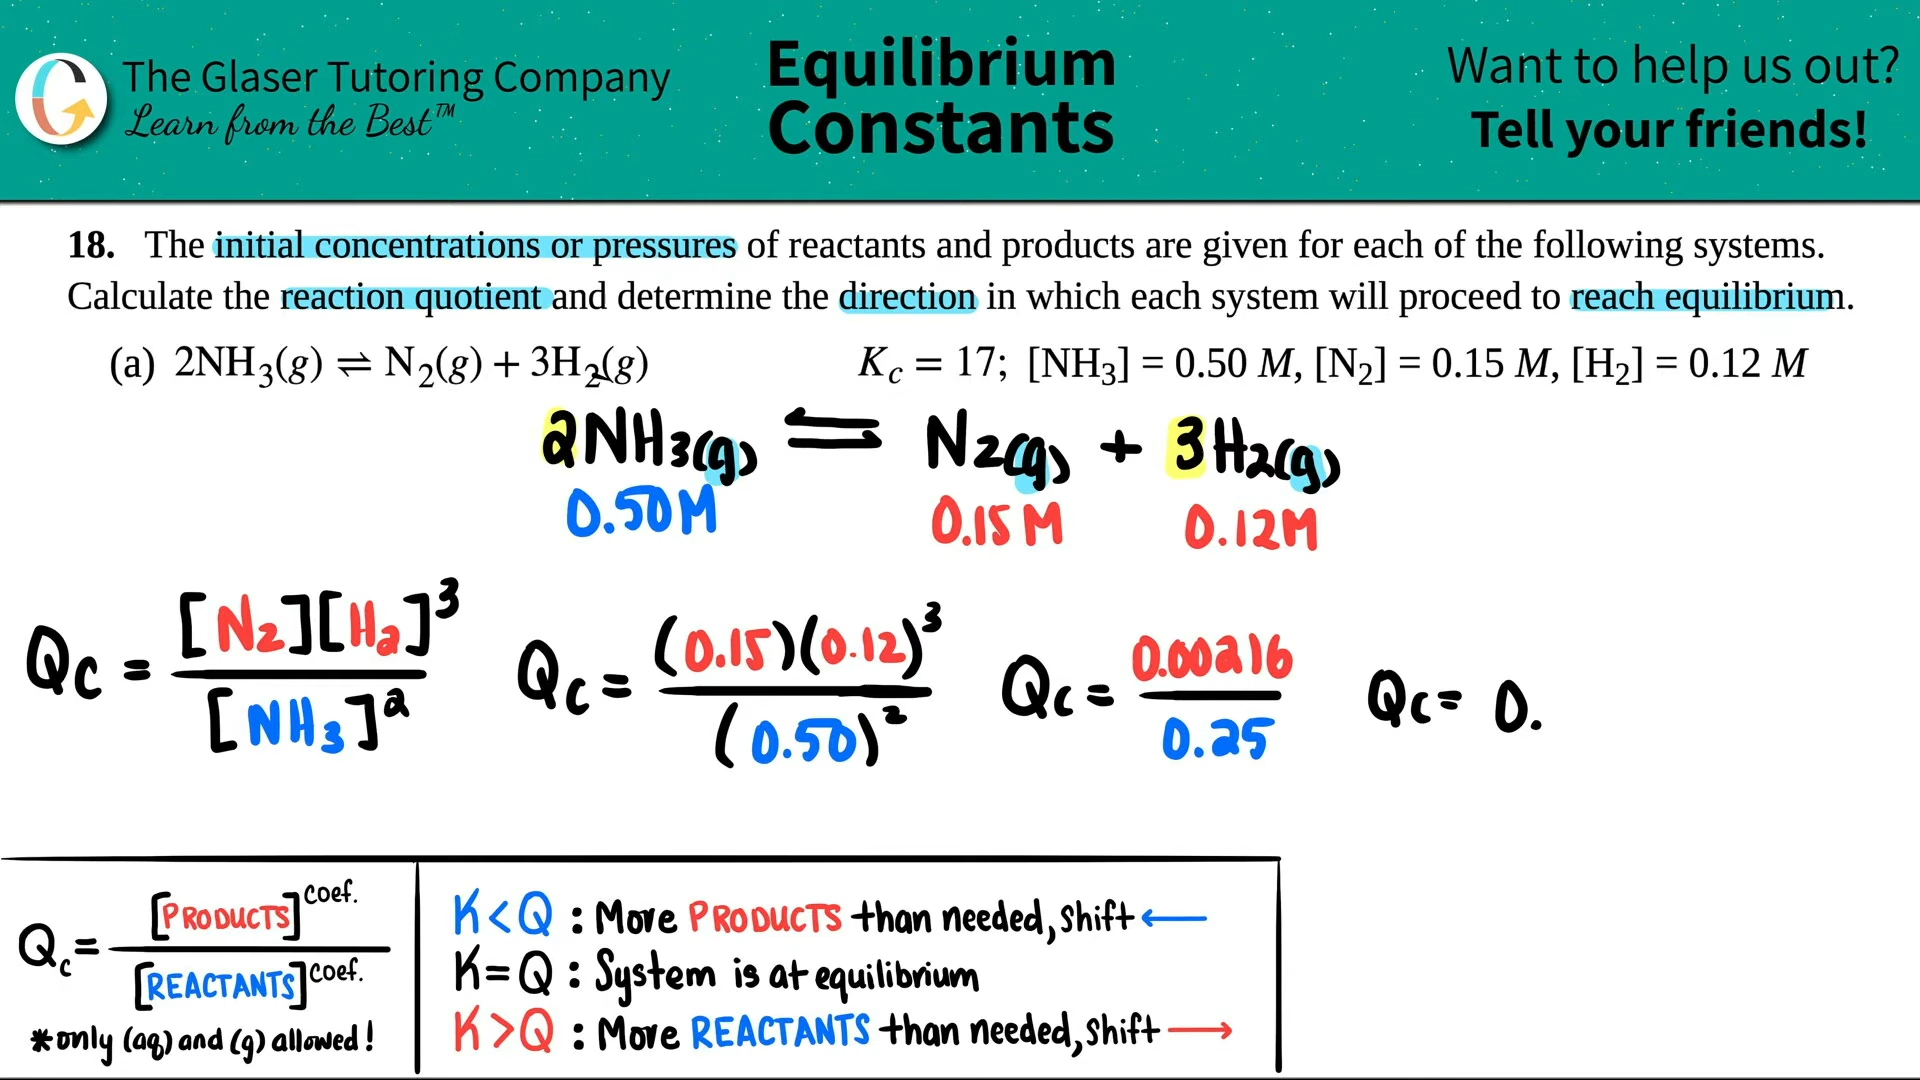 The Glaser Tutoring Company
Learn from the Best™
Equilibrium
Constants
Want to help us out?
Tell your friends!
18. The initial concentrations or pressures of reactants and products are given for each of the following systems.
Calculate the reaction quotient and determine the direction in which each system will proceed to reach equilibrium.
(a) 2NH₃(g) ⇌ N₂(g) + 3H₂(g) K_c = 17; [NH₃] = 0.50 M, [N₂] = 0.15 M, [H₂] = 0.12 M
2NH₃(g) ⇌ N₂(g) + 3H₂(g)
0.50M 0.15M 0.12M
Qc = [N₂][H₂]³ / [NH₃]² Qc = (0.15)(0.12)³ / (0.50)² Qc = 0.00216 / 0.25 Qc = 0.
Qc = [PRODUCTS]coef. / [REACTANTS]coef.
*only (aq) and (g) allowed!
K<Q : More PRODUCTS than needed, shift ←
K=Q : System is at equilibrium
K>Q : More REACTANTS than needed, shift →